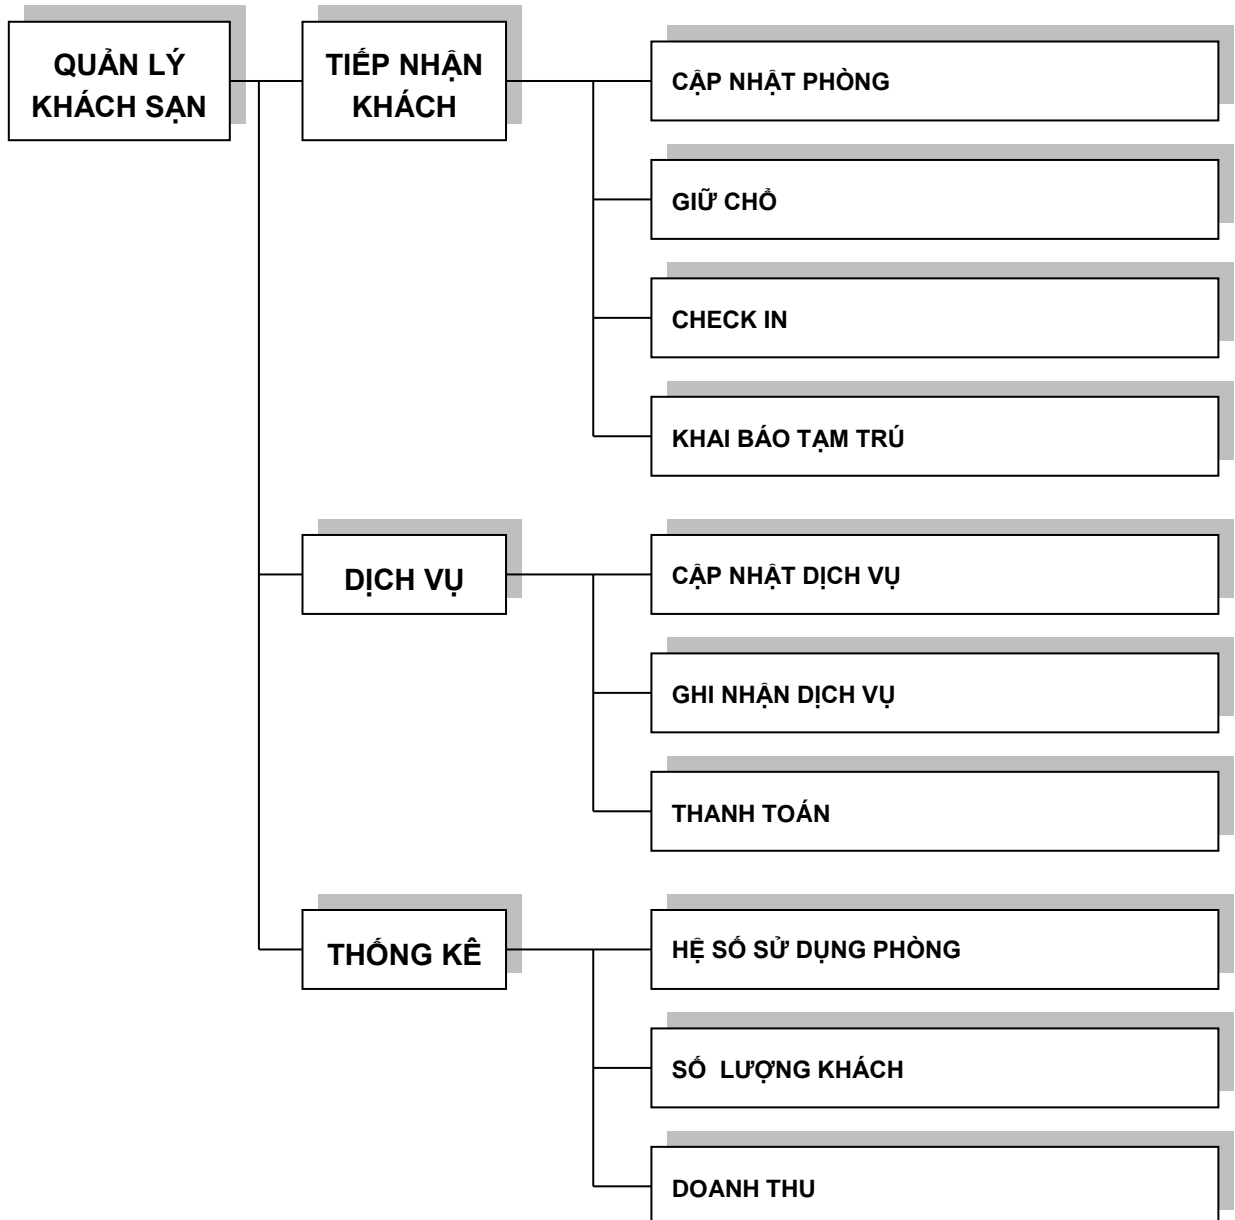 QUẢN LÝ
KHÁCH SẠN
TIẾP NHẬN
KHÁCH
CẬP NHẬT PHÒNG
GIỮ CHỔ
CHECK IN
KHAI BÁO TẠM TRÚ
DỊCH VỤ
CẬP NHẬT DỊCH VỤ
GHI NHẬN DỊCH VỤ
THANH TOÁN
THỐNG KÊ
HỆ SỐ SỬ DỤNG PHÒNG
SỐ  LƯỢNG KHÁCH
DOANH THU